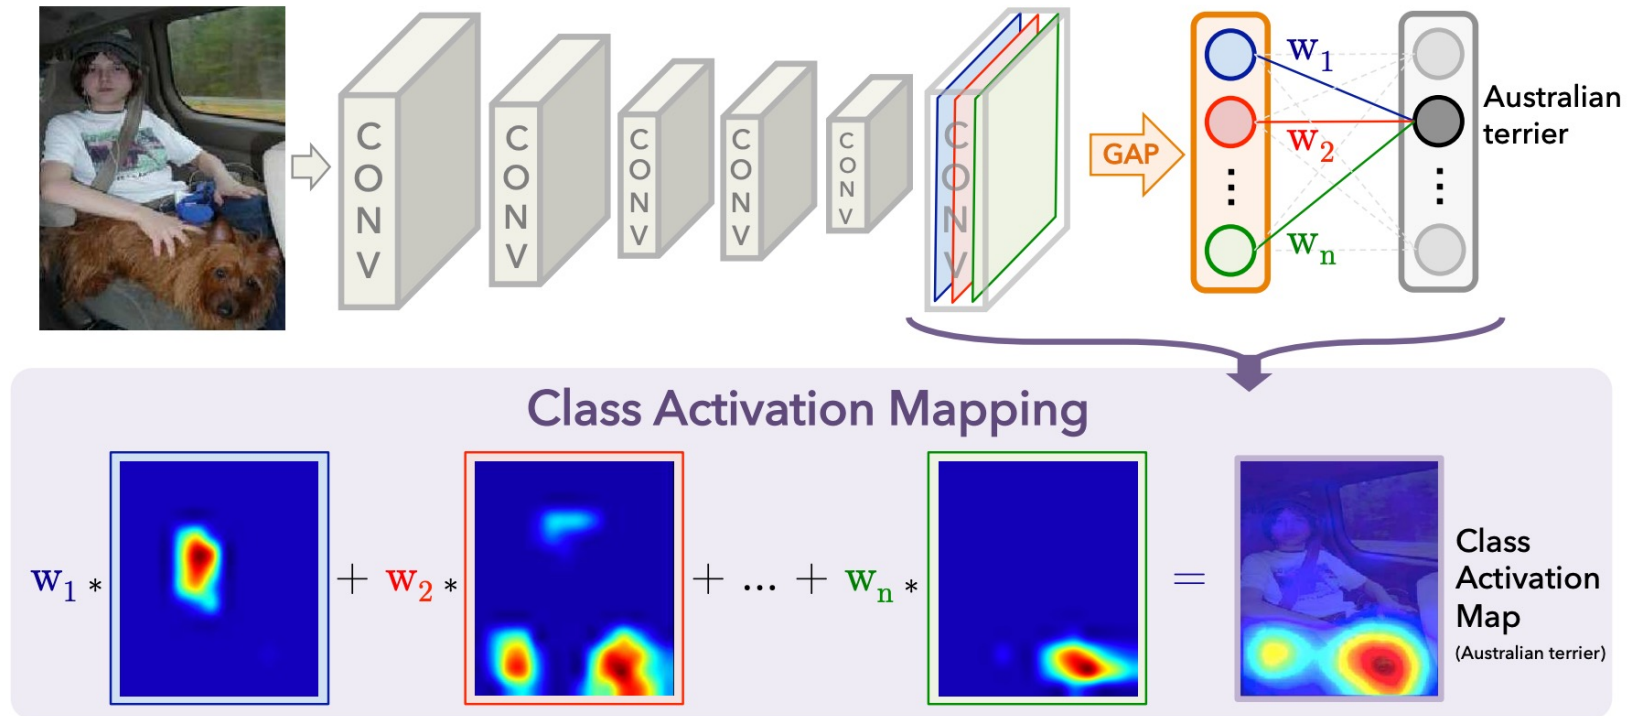 CONV
CONV
CONV
CONV
CONV
CONV
GAP
w1
w2
⋮
wn
⋮
Australian
terrier
Class Activation Mapping
w1 * + w2 * + ... + wn * =
Class
Activation
Map
(Australian terrier)